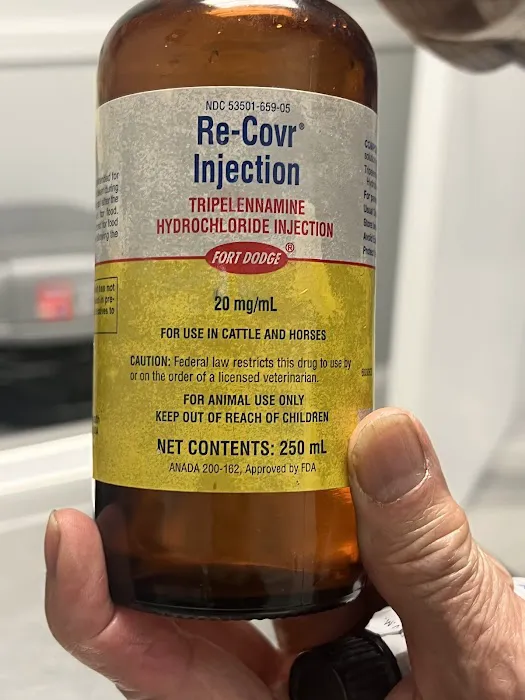 NDC 53501-659-05
Re-Covr®
Injection
TRIPELENNAMINE
HYDROCHLORIDE INJECTION
FORT DODGE®
20 mg/mL
FOR USE IN CATTLE AND HORSES
CAUTION: Federal law restricts this drug to use by
or on the order of a licensed veterinarian.
FOR ANIMAL USE ONLY
KEEP OUT OF REACH OF CHILDREN
NET CONTENTS: 250 mL
ANADA 200-162, Approved by FDA